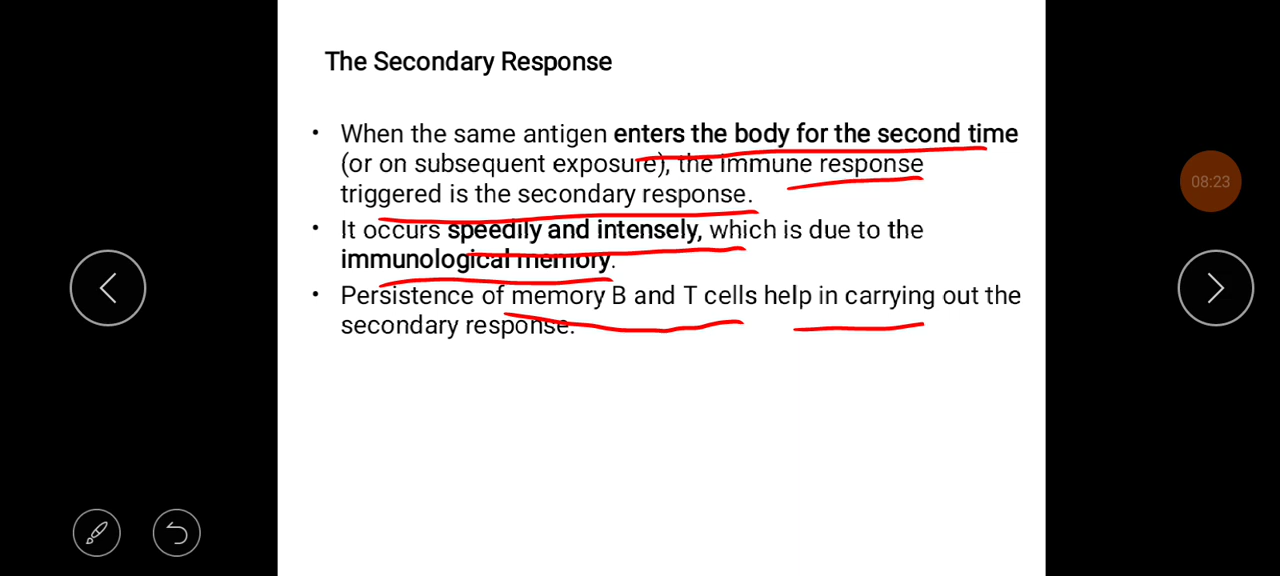 The Secondary Response
• When the same antigen enters the body for the second time
(or on subsequent exposure), the immune response
triggered is the secondary response.
• It occurs speedily and intensely, which is due to the
immunological memory.
• Persistence of memory B and T cells help in carrying out the
secondary response.
08:23